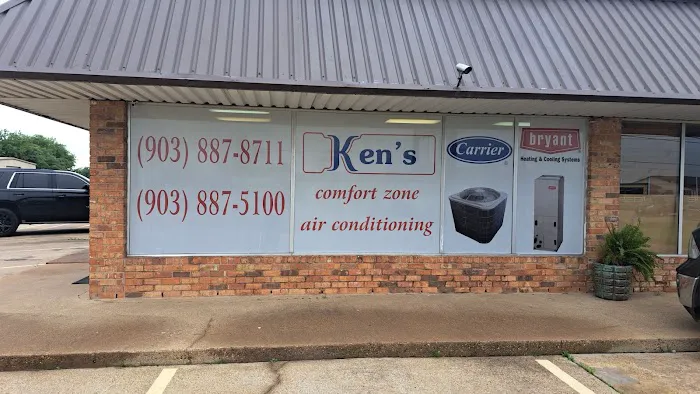 (903) 887-8711
(903) 887-5100
Ken's
comfort zone
air conditioning
Carrier
bryant
Heating & Cooling Systems